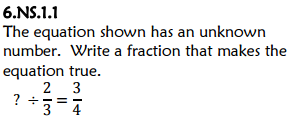 6.NS.1.1
The equation shown has an unknown
number.  Write a fraction that makes the
equation true.
? ÷ 2/3 = 3/4